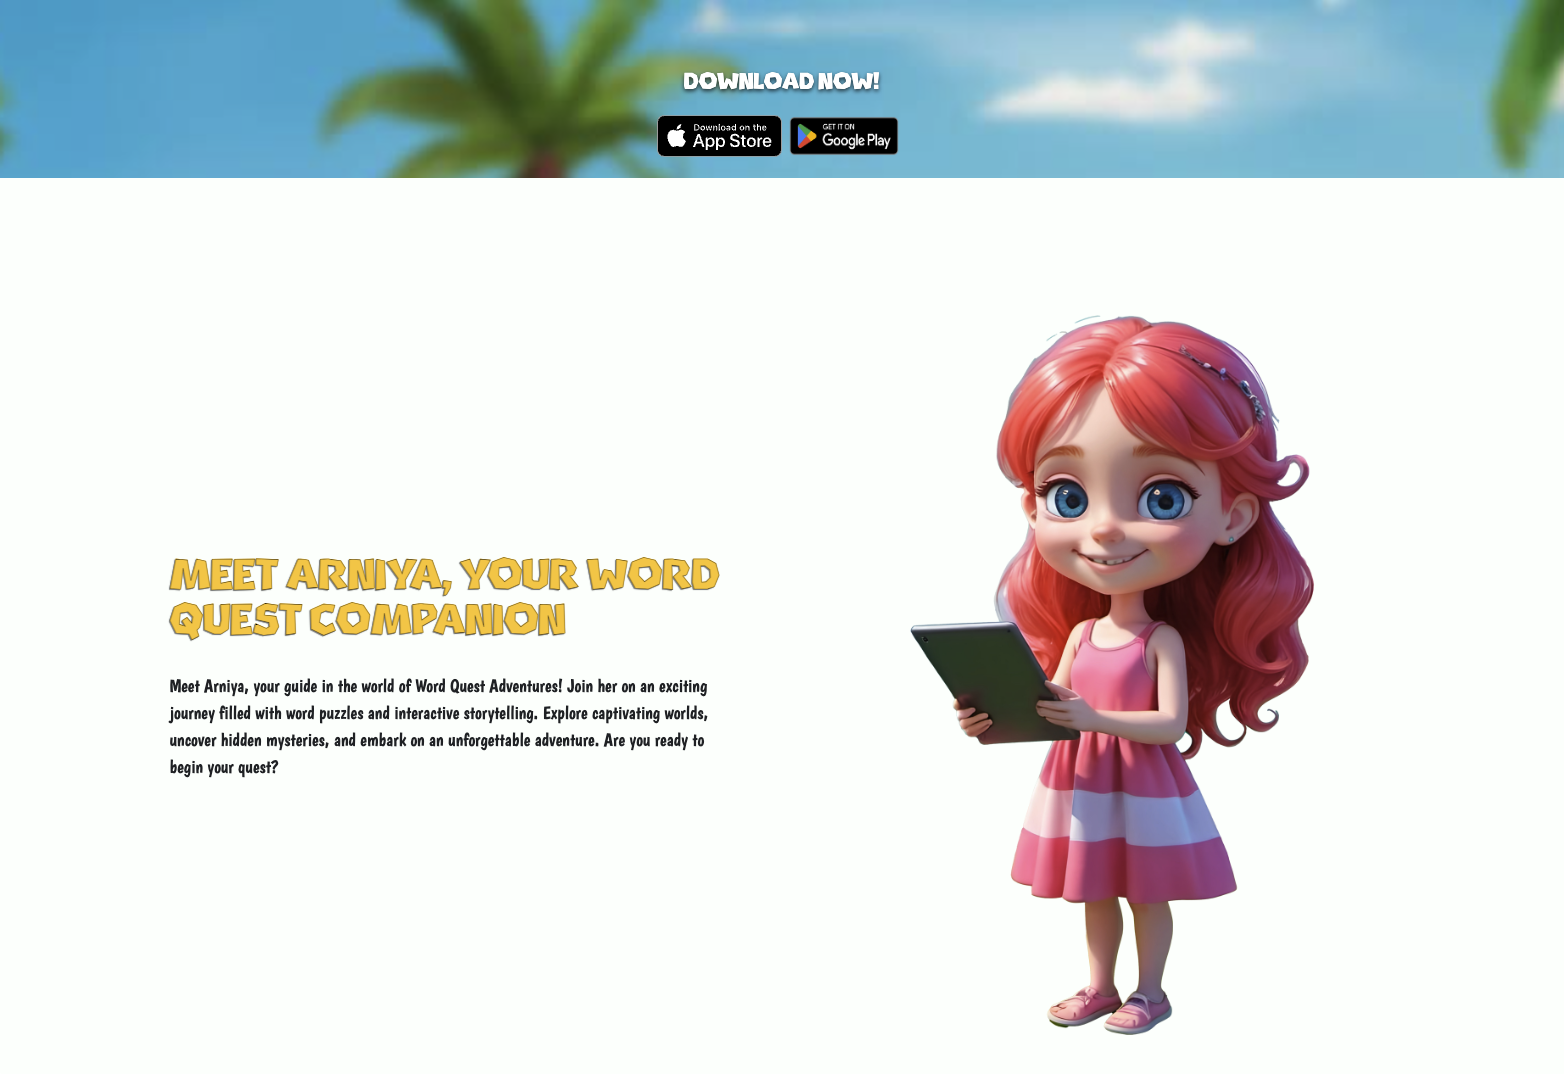 DOWNLOAD NOW!
Download on the
App Store
GET IT ON
Google Play
MEET ARNIYA, YOUR WORD
QUEST COMPANION
Meet Arniya, your guide in the world of Word Quest Adventures! Join her on an exciting
journey filled with word puzzles and interactive storytelling. Explore captivating worlds,
uncover hidden mysteries, and embark on an unforgettable adventure. Are you ready to
begin your quest?